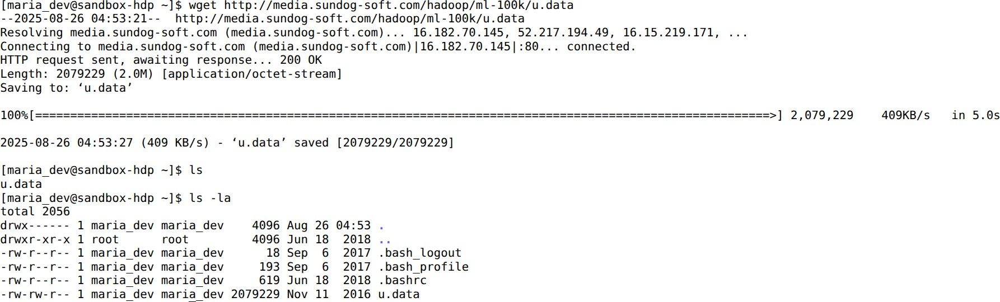 [maria_dev@sandbox-hdp ~]$ wget http://media.sundog-soft.com/hadoop/ml-100k/u.data
--2025-08-26 04:53:21--  http://media.sundog-soft.com/hadoop/ml-100k/u.data
Resolving media.sundog-soft.com (media.sundog-soft.com)... 16.182.70.145, 52.217.194.49, 16.15.219.171, ...
Connecting to media.sundog-soft.com (media.sundog-soft.com)|16.182.70.145|:80... connected.
HTTP request sent, awaiting response... 200 OK
Length: 2079229 (2.0M) [application/octet-stream]
Saving to: ‘u.data’
100%[=========================================================================================================>] 2,079,229    409KB/s   in 5.0s
2025-08-26 04:53:27 (409 KB/s) - ‘u.data’ saved [2079229/2079229]
[maria_dev@sandbox-hdp ~]$ ls
u.data
[maria_dev@sandbox-hdp ~]$ ls -la
total 2056
drwx------ 1 maria_dev maria_dev    4096 Aug 26 04:53 .
drwxr-xr-x 1 root      root         4096 Jun 18  2018 ..
-rw-r--r-- 1 maria_dev maria_dev      18 Sep  6  2017 .bash_logout
-rw-r--r-- 1 maria_dev maria_dev     193 Sep  6  2017 .bash_profile
-rw-r--r-- 1 maria_dev maria_dev     619 Jun 18  2018 .bashrc
-rw-rw-r-- 1 maria_dev maria_dev 2079229 Nov 11  2016 u.data